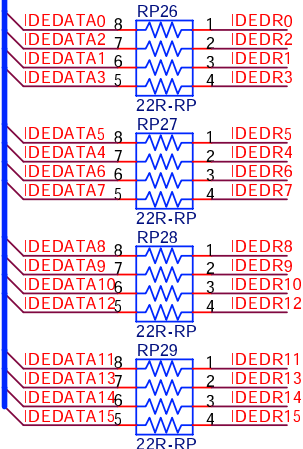 RP26
IDEDATA0 8 1 IDEDR0
IDEDATA2 7 2 IDEDR2
IDEDATA1 6 3 IDEDR1
IDEDATA3 5 4 IDEDR3
22R-RP
RP27
IDEDATA5 8 1 IDEDR5
IDEDATA4 7 2 IDEDR4
IDEDATA6 6 3 IDEDR6
IDEDATA7 5 4 IDEDR7
22R-RP
RP28
IDEDATA8 8 1 IDEDR8
IDEDATA9 7 2 IDEDR9
IDEDATA10 6 3 IDEDR10
IDEDATA12 5 4 IDEDR12
22R-RP
RP29
IDEDATA11 8 1 IDEDR11
IDEDATA13 7 2 IDEDR13
IDEDATA14 6 3 IDEDR14
IDEDATA15 5 4 IDEDR15
22R-RP